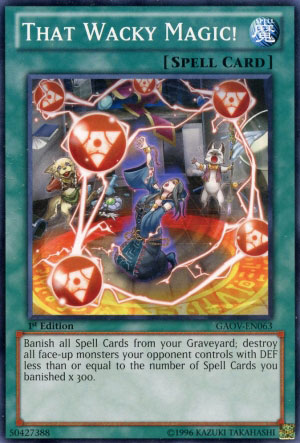 THAT WACKY MAGIC!
[SPELL CARD]
1st Edition
GAOV-EN063
Banish all Spell Cards from your Graveyard; destroy
all face-up monsters your opponent controls with DEF
less than or equal to the number of Spell Cards you
banished x 300.
50427388
©1996 KAZUKI TAKAHASHI